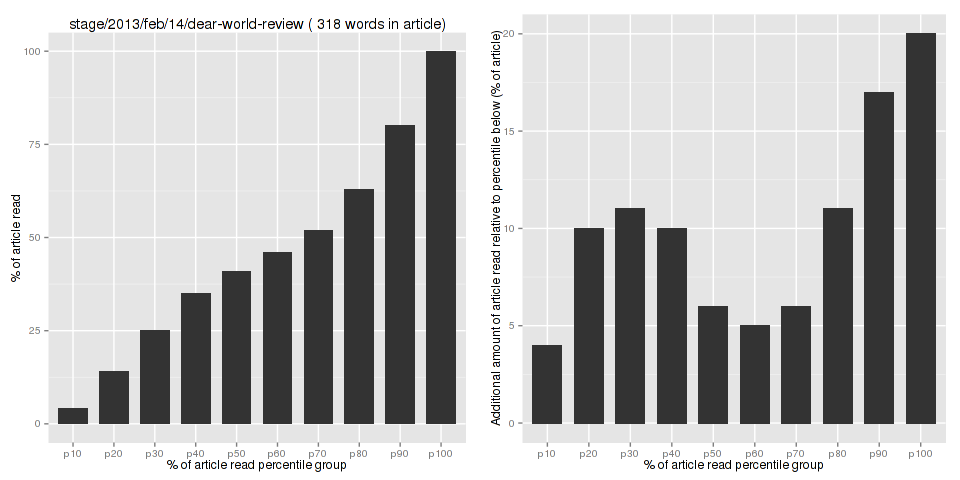 stage/2013/feb/14/dear-world-review ( 318 words in article)
% of article read
100
75
50
25
0
p10 p20 p30 p40 p50 p60 p70 p80 p90 p100
% of article read percentile group
Additional amount of article read relative to percentile below (% of article)
20
15
10
5
0
p10 p20 p30 p40 p50 p60 p70 p80 p90 p100
% of article read percentile group